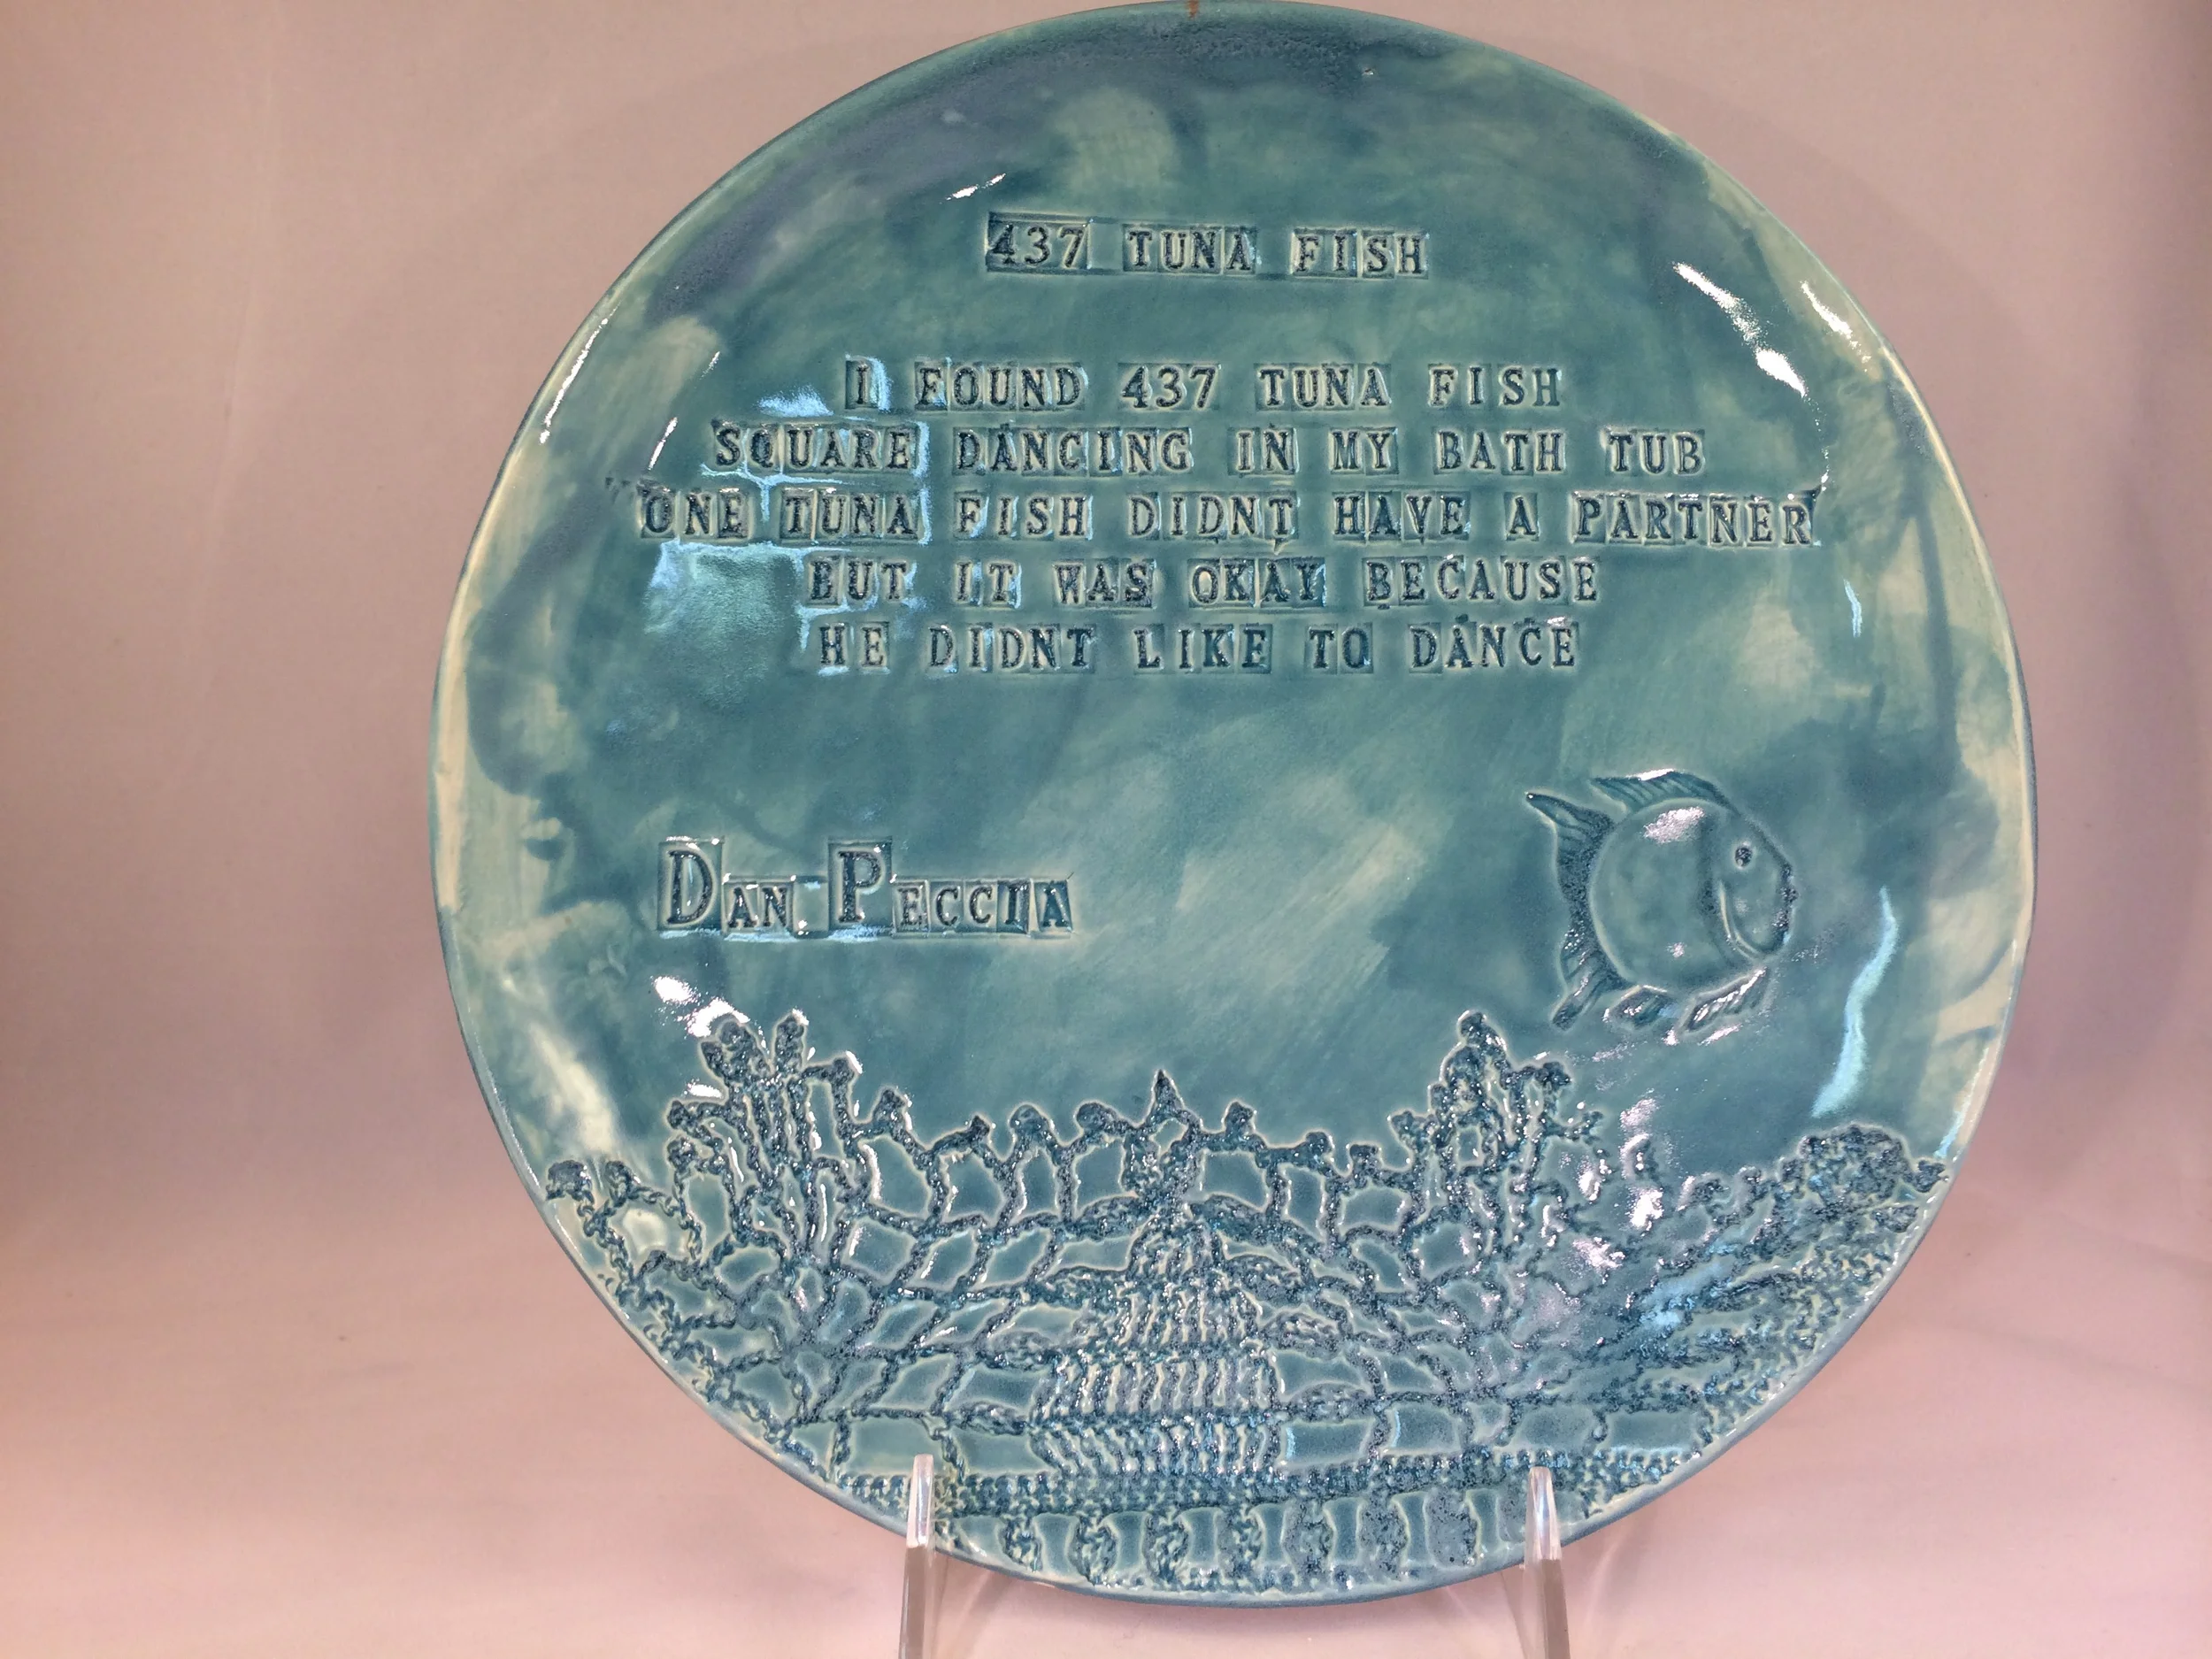 437 TUNA FISH
I FOUND 437 TUNA FISH
SQUARE DANCING IN MY BATH TUB
ONE TUNA FISH DIDNT HAVE A PARTNER
BUT IT WAS OKAY BECAUSE
HE DIDNT LIKE TO DANCE
DAN PECCIA